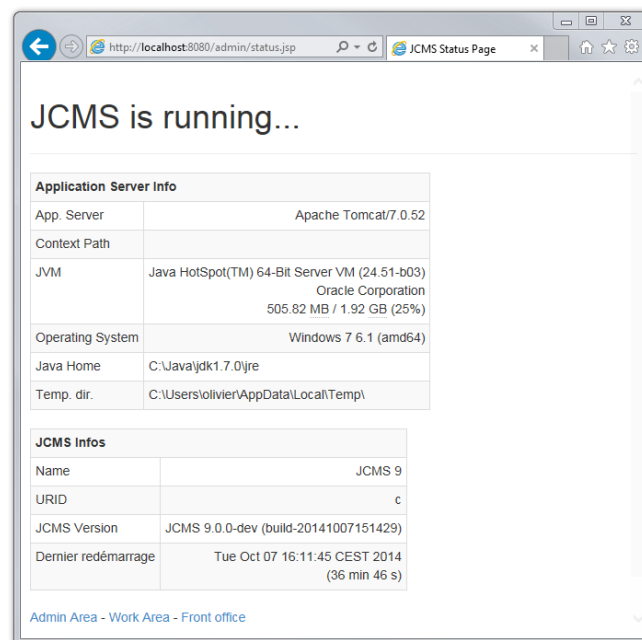 http://localhost:8080/admin/status.jsp
JCMS Status Page
JCMS is running...
Application Server Info
App. Server Apache Tomcat/7.0.52
Context Path
JVM Java HotSpot(TM) 64-Bit Server VM (24.51-b03)
Oracle Corporation
505.82 MB / 1.92 GB (25%)
Operating System Windows 7 6.1 (amd64)
Java Home C:\Java\jdk1.7.0\jre
Temp. dir. C:\Users\olivier\AppData\Local\Temp\
JCMS Infos
Name JCMS 9
URID c
JCMS Version JCMS 9.0.0-dev (build-20141007151429)
Dernier redémarrage Tue Oct 07 16:11:45 CEST 2014
(36 min 46 s)
Admin Area - Work Area - Front office